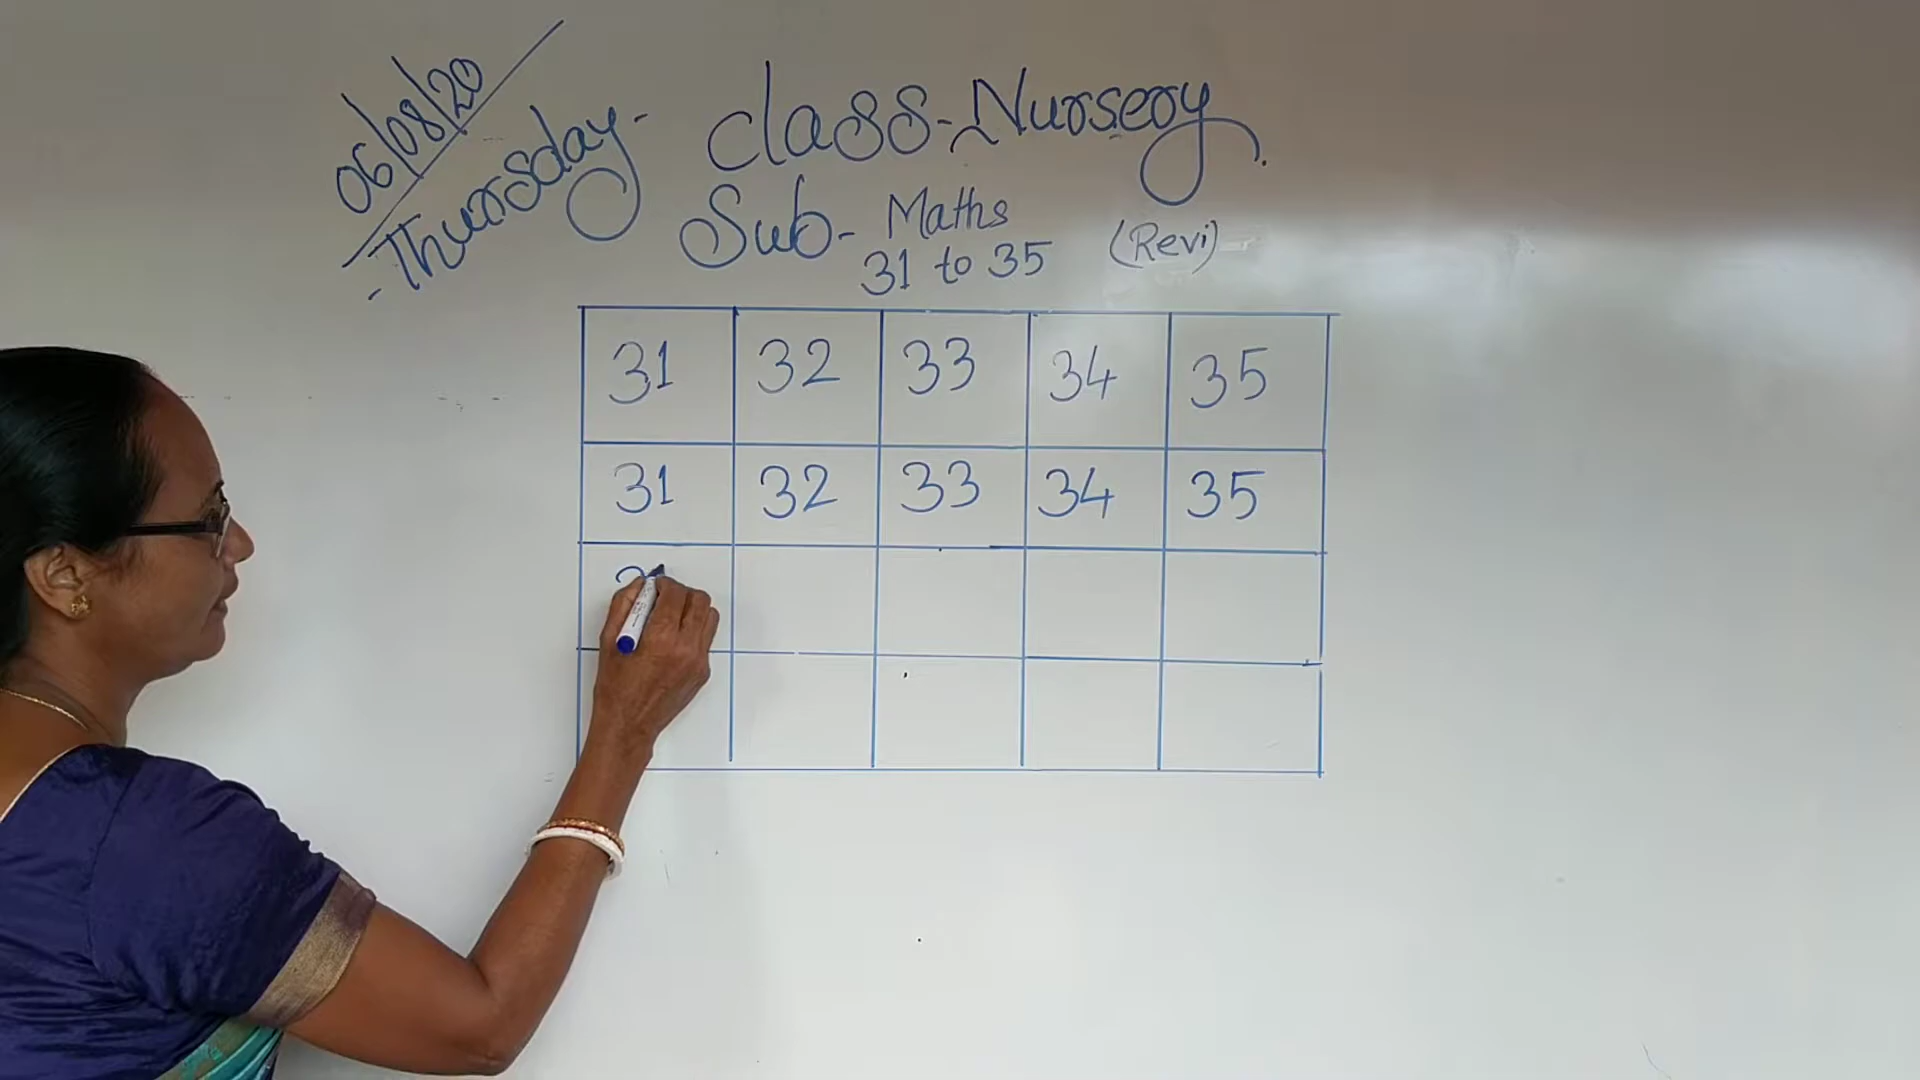 06/08/20
-Thursday-
Class-Nursery.
Sub- Maths
31 to 35 (Revi)
31 32 33 34 35
31 32 33 34 35